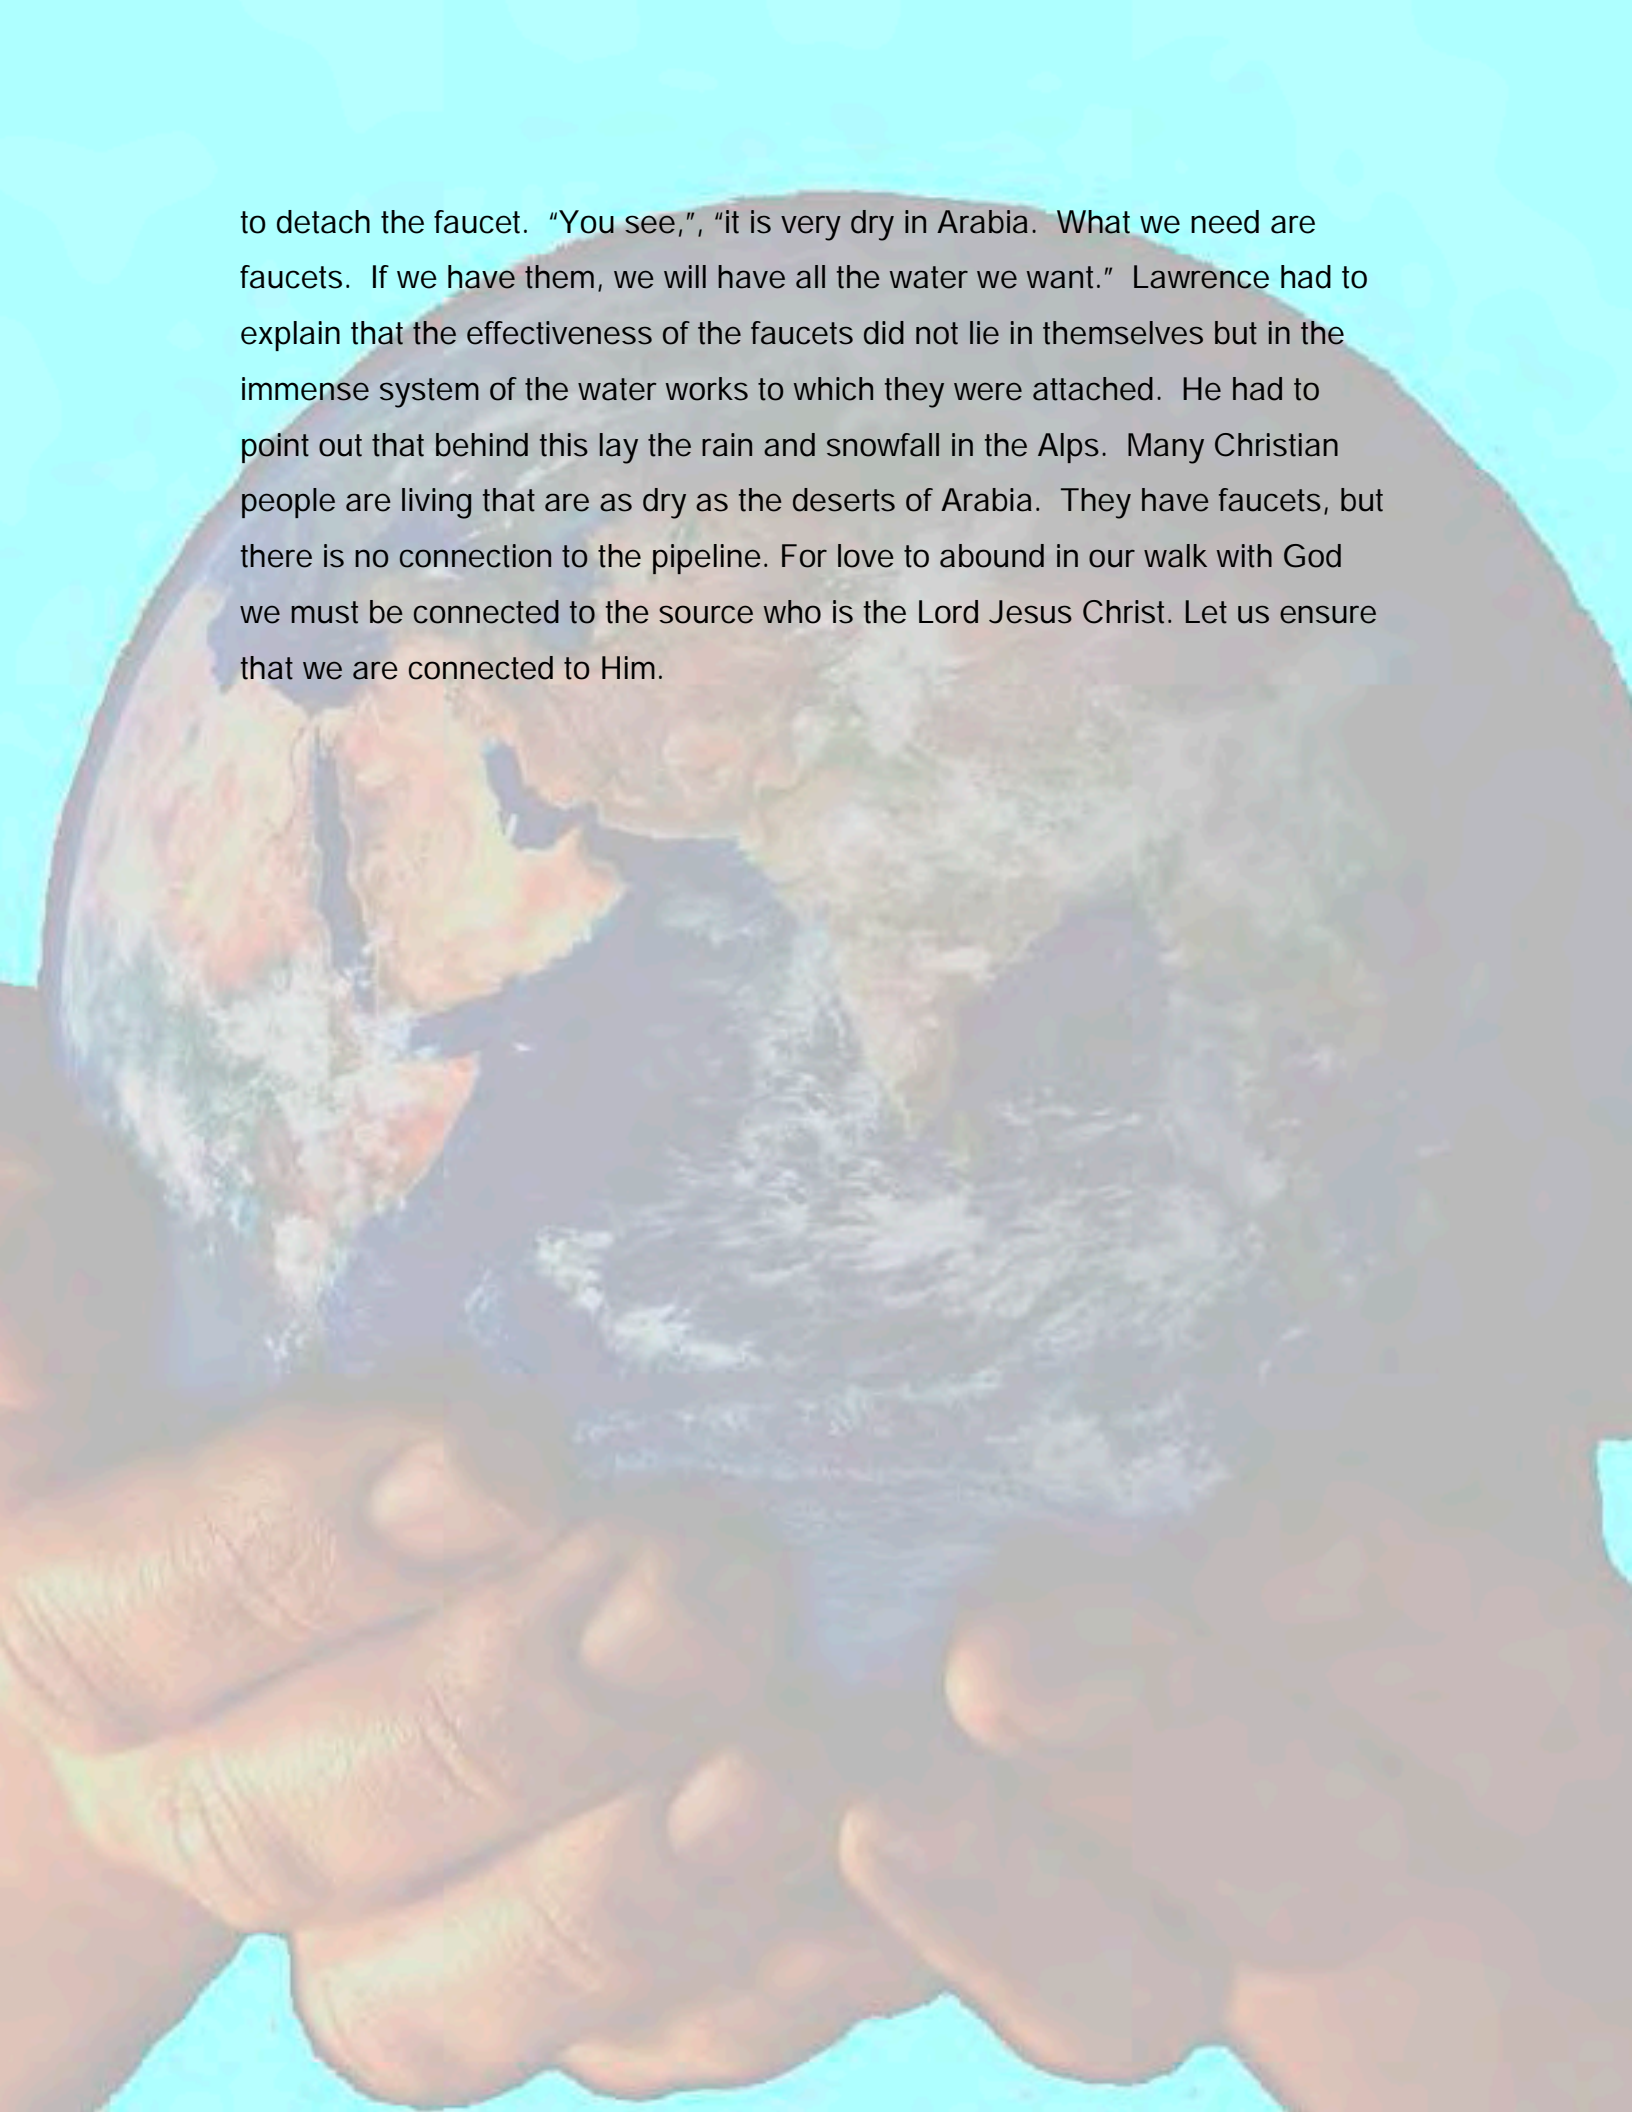 to detach the faucet.  “You see,”, “it is very dry in Arabia.  What we need are
faucets.  If we have them, we will have all the water we want.”  Lawrence had to
explain that the effectiveness of the faucets did not lie in themselves but in the
immense system of the water works to which they were attached.  He had to
point out that behind this lay the rain and snowfall in the Alps.  Many Christian
people are living that are as dry as the deserts of Arabia.  They have faucets, but
there is no connection to the pipeline. For love to abound in our walk with God
we must be connected to the source who is the Lord Jesus Christ. Let us ensure
that we are connected to Him.